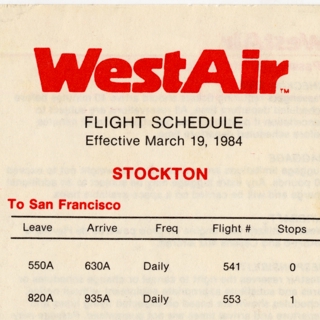 WestAir™
FLIGHT SCHEDULE
Effective March 19, 1984
STOCKTON
To San Francisco
Leave Arrive Freq Flight # Stops
550A 630A Daily 541 0
820A 935A Daily 553 1